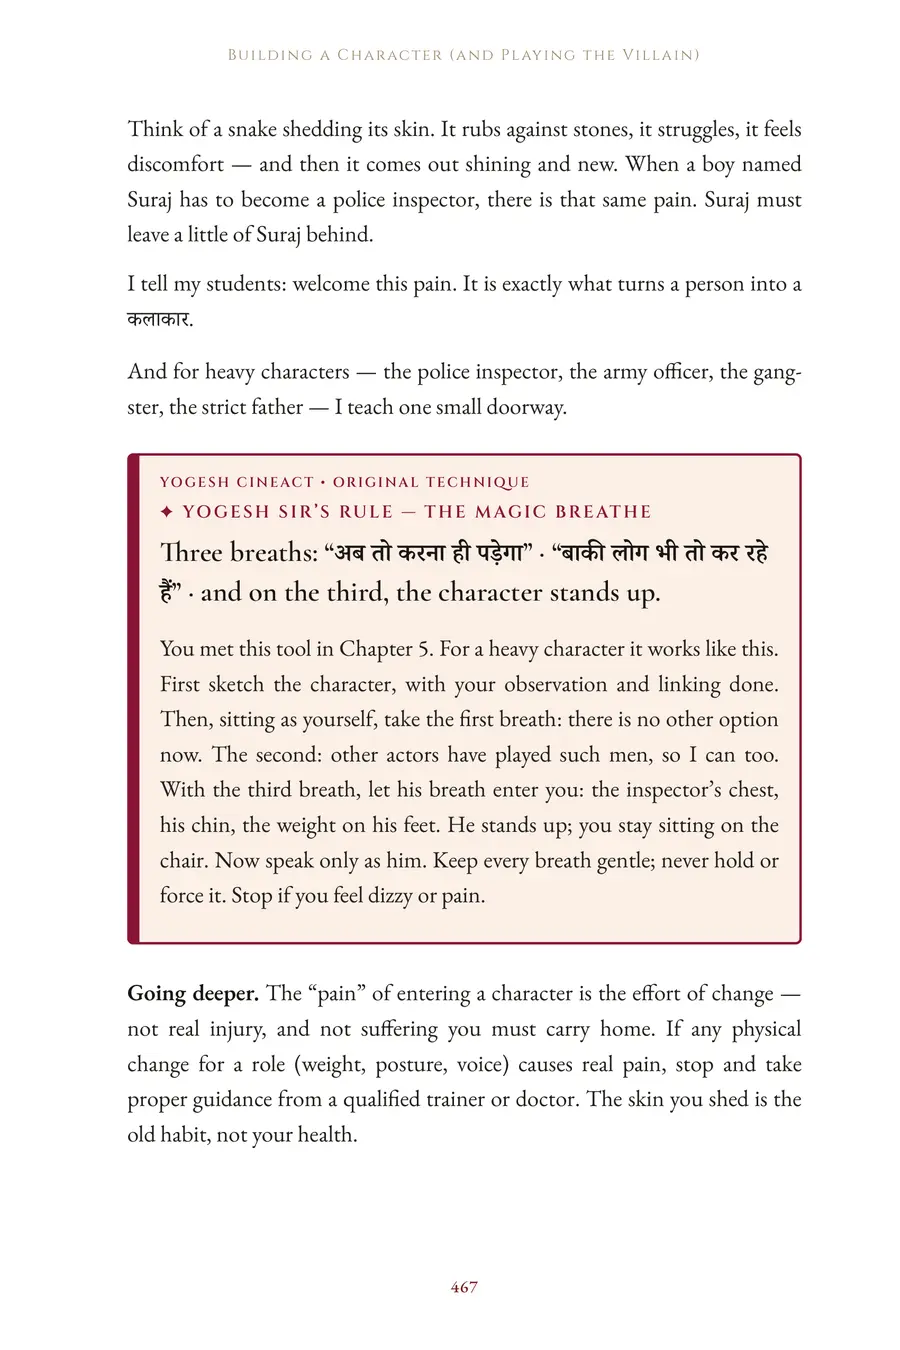 Building a Character (and Playing the Villain)
Think of a snake shedding its skin. It rubs against stones, it struggles, it feels
discomfort — and then it comes out shining and new. When a boy named
Suraj has to become a police inspector, there is that same pain. Suraj must
leave a little of Suraj behind.
I tell my students: welcome this pain. It is exactly what turns a person into a
कलाकार.
And for heavy characters — the police inspector, the army officer, the gang-
ster, the strict father — I teach one small doorway.
YOGESH CINEACT • ORIGINAL TECHNIQUE
✦ YOGESH SIR’S RULE — THE MAGIC BREATHE
Three breaths: “अब तो करना ही पड़ेगा” · “बाकी लोग भी तो कर रहे
हैं” · and on the third, the character stands up.
You met this tool in Chapter 5. For a heavy character it works like this.
First sketch the character, with your observation and linking done.
Then, sitting as yourself, take the first breath: there is no other option
now. The second: other actors have played such men, so I can too.
With the third breath, let his breath enter you: the inspector’s chest,
his chin, the weight on his feet. He stands up; you stay sitting on the
chair. Now speak only as him. Keep every breath gentle; never hold or
force it. Stop if you feel dizzy or pain.
Going deeper. The “pain” of entering a character is the effort of change —
not real injury, and not suffering you must carry home. If any physical
change for a role (weight, posture, voice) causes real pain, stop and take
proper guidance from a qualified trainer or doctor. The skin you shed is the
old habit, not your health.
467